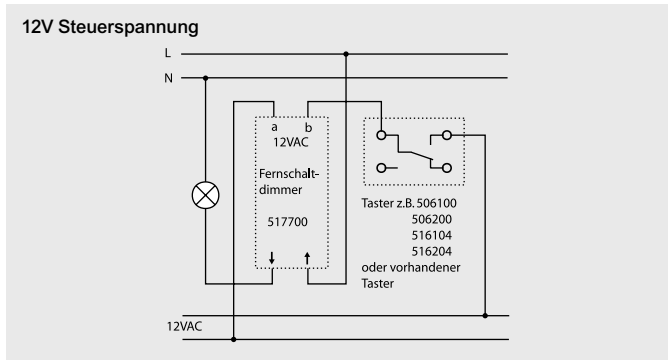 12V Steuerspannung
L
N
a b
12VAC
Fernschalt-
dimmer
517700
Taster z.B. 506100
506200
516104
516204
oder vorhandener
Taster
12VAC